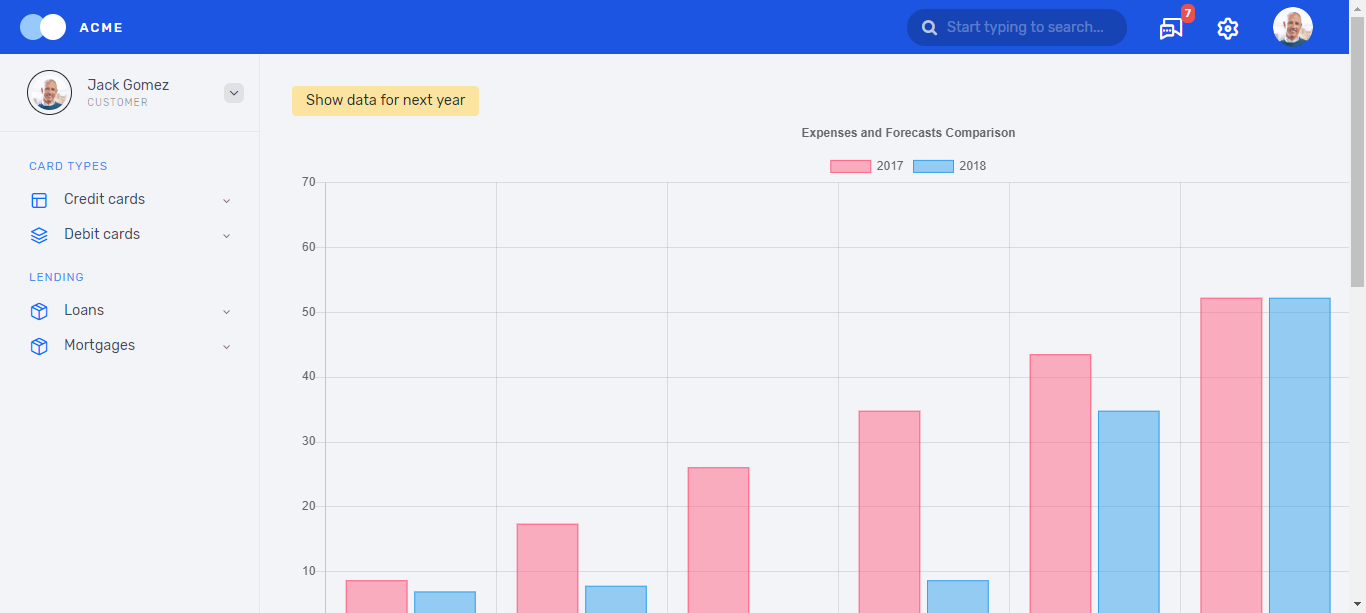 ACME
Start typing to search...
7
Jack Gomez
CUSTOMER
CARD TYPES
Credit cards
Debit cards
LENDING
Loans
Mortgages
Show data for next year
Expenses and Forecasts Comparison
2017 2018
70
60
50
40
30
20
10